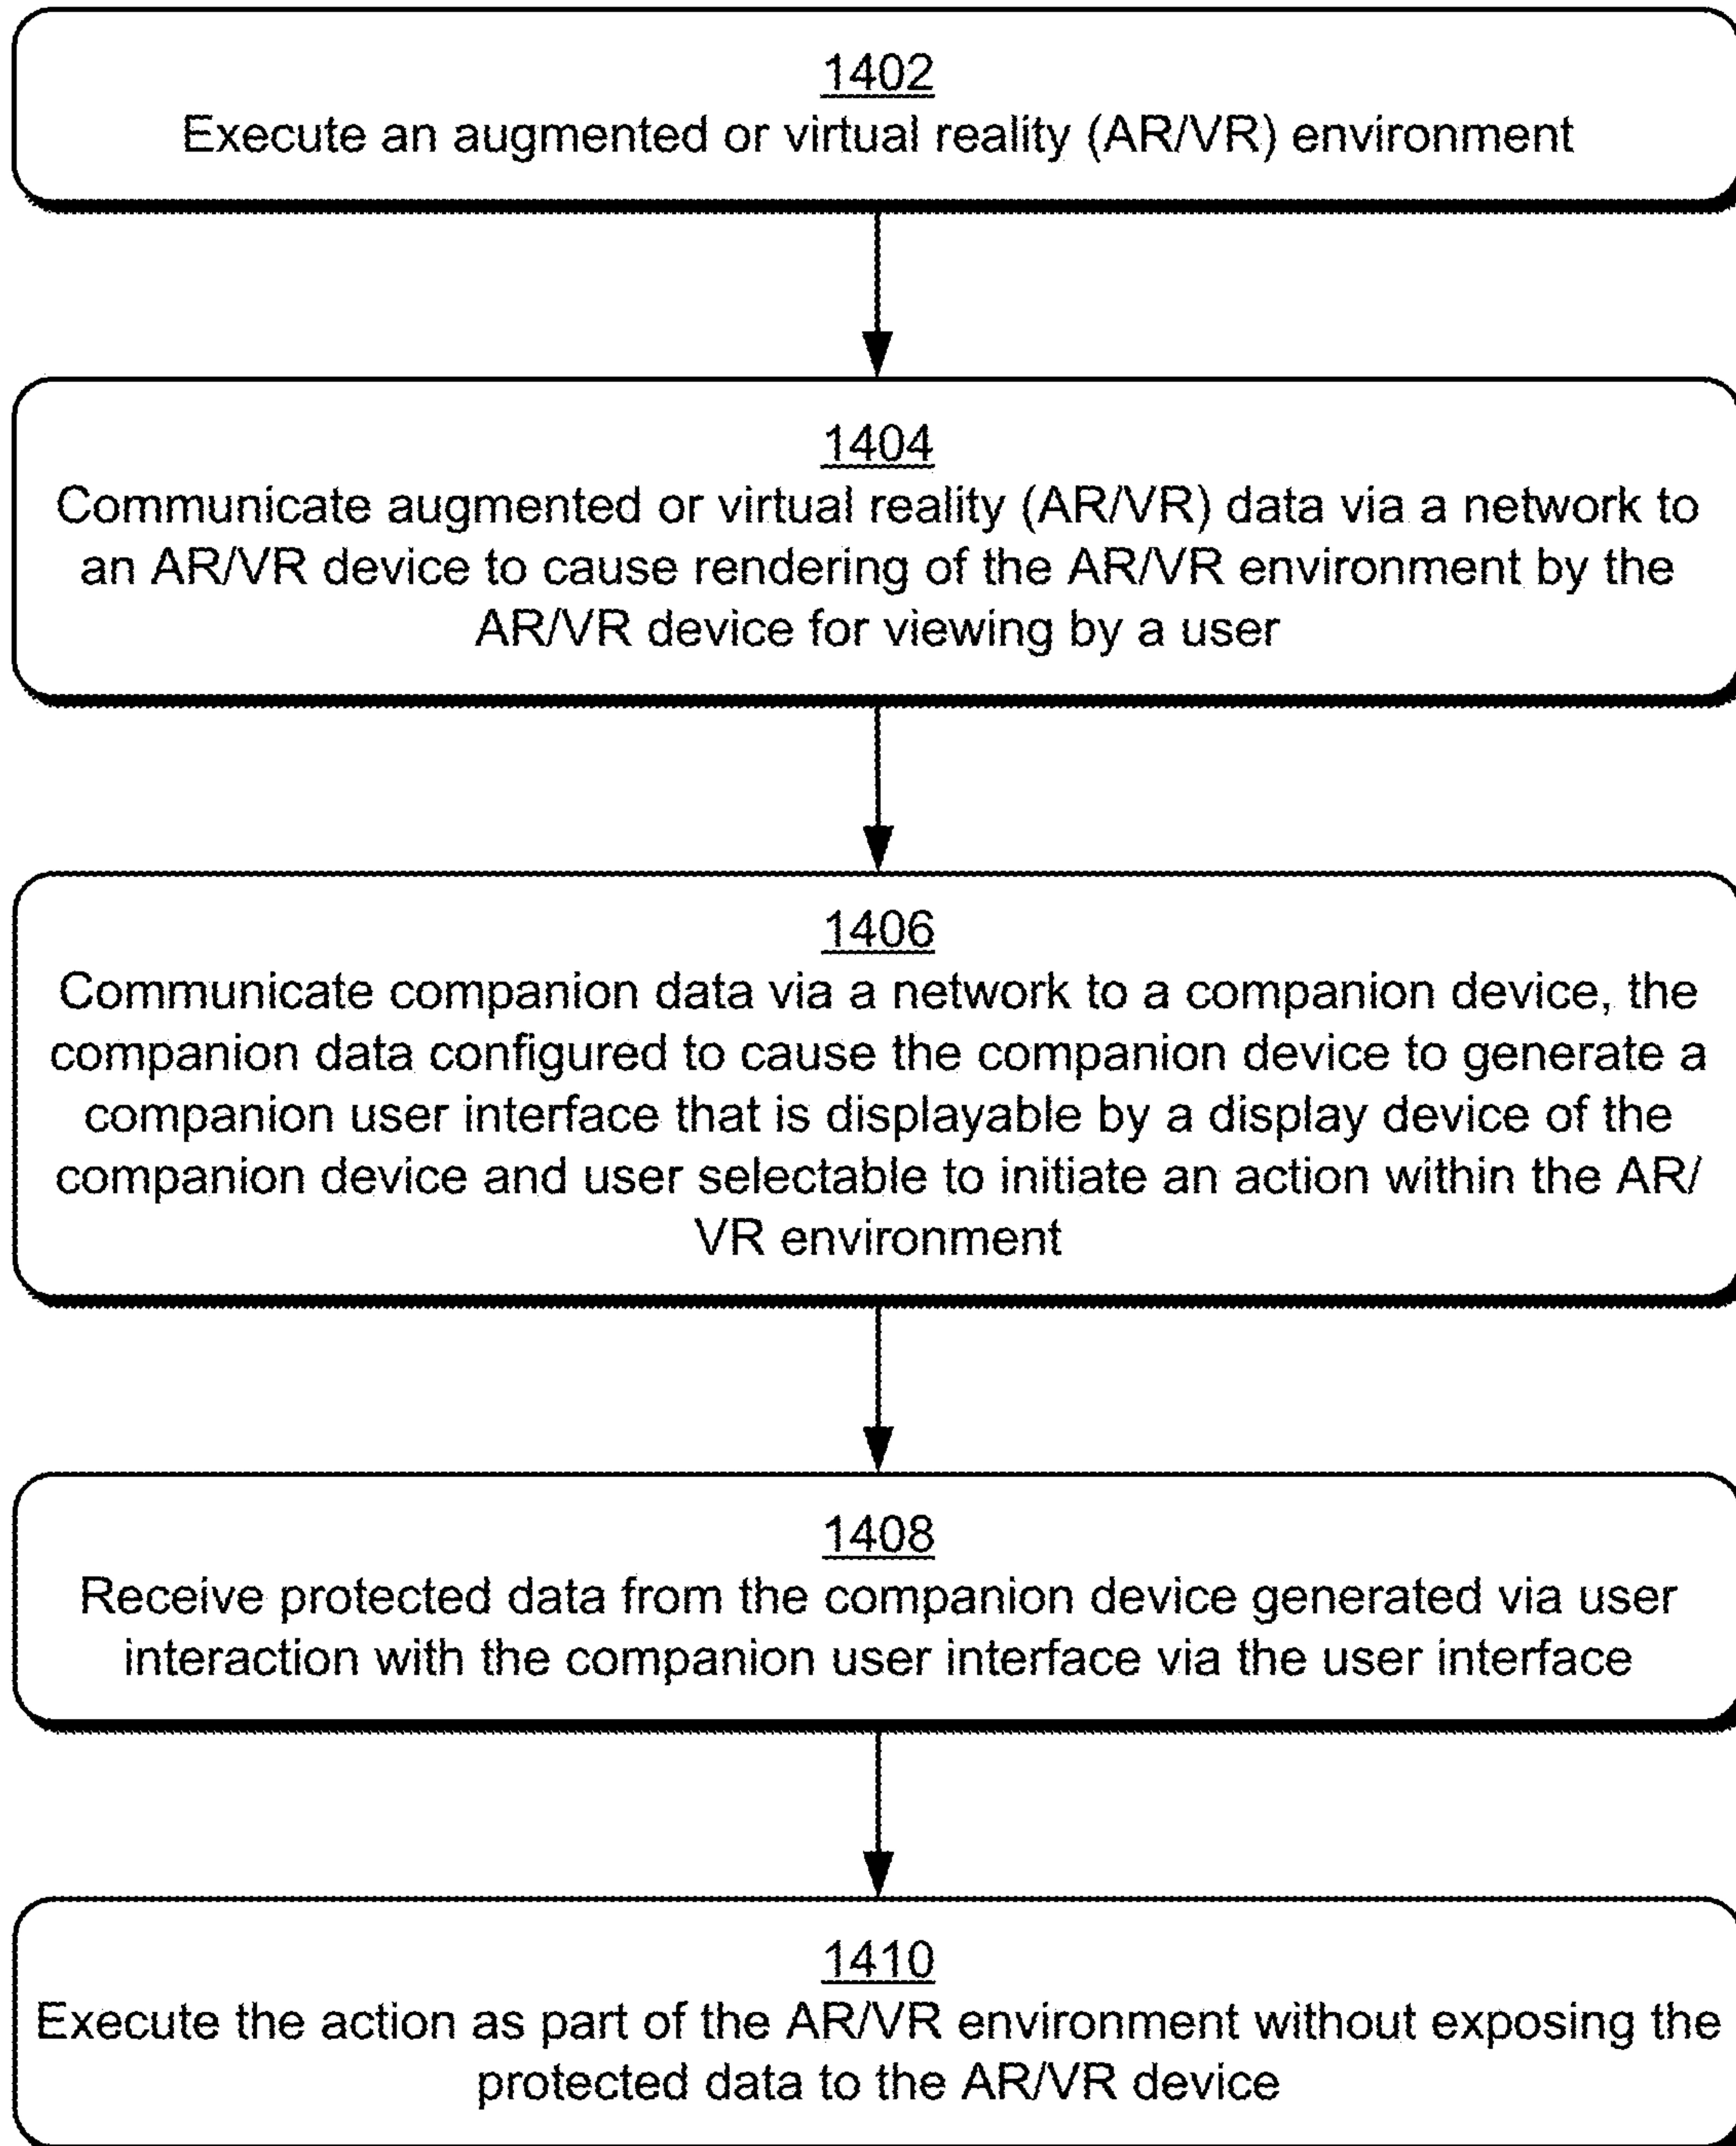 1402
Execute an augmented or virtual reality (AR/VR) environment
1404
Communicate augmented or virtual reality (AR/VR) data via a network to
an AR/VR device to cause rendering of the AR/VR environment by the
AR/VR device for viewing by a user
1406
Communicate companion data via a network to a companion device, the
companion data configured to cause the companion device to generate a
companion user interface that is displayable by a display device of the
companion device and user selectable to initiate an action within the AR/
VR environment
1408
Receive protected data from the companion device generated via user
interaction with the companion user interface via the user interface
1410
Execute the action as part of the AR/VR environment without exposing the
protected data to the AR/VR device